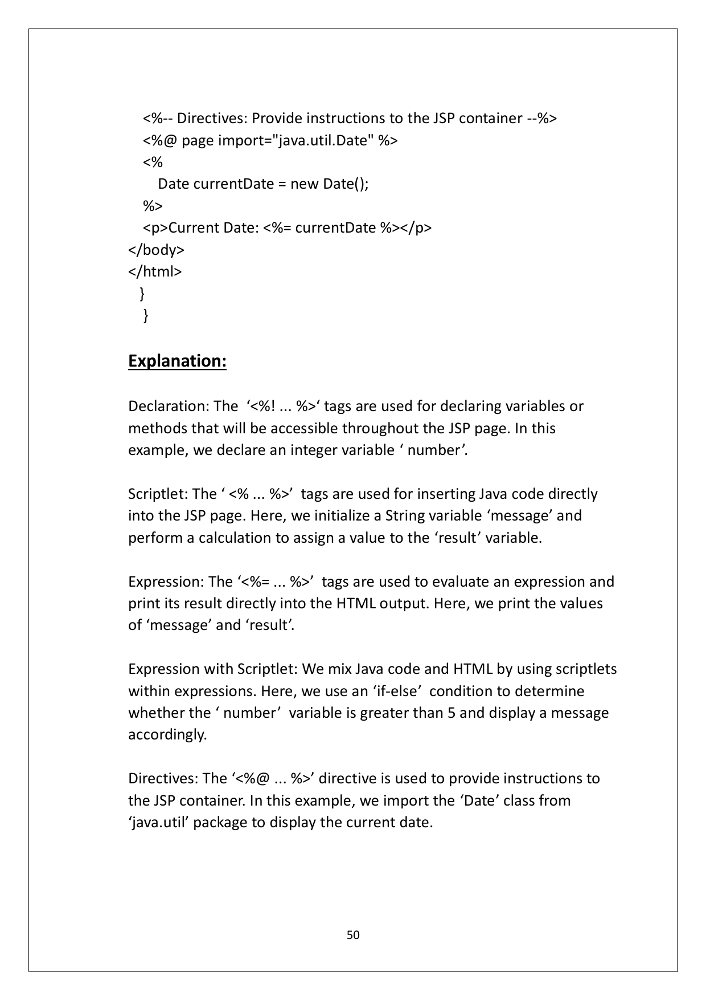 <%-- Directives: Provide instructions to the JSP container --%>
<%@ page import="java.util.Date" %>
<%
Date currentDate = new Date();
%>
<p>Current Date: <%= currentDate %></p>
</body>
</html>
}
}
Explanation:
Declaration: The  ‘<%! ... %>‘ tags are used for declaring variables or
methods that will be accessible throughout the JSP page. In this
example, we declare an integer variable ‘ number’.
Scriptlet: The ‘ <% ... %>’  tags are used for inserting Java code directly
into the JSP page. Here, we initialize a String variable ‘message’ and
perform a calculation to assign a value to the ‘result’ variable.
Expression: The ‘<%= ... %>’  tags are used to evaluate an expression and
print its result directly into the HTML output. Here, we print the values
of ‘message’ and ‘result’.
Expression with Scriptlet: We mix Java code and HTML by using scriptlets
within expressions. Here, we use an ‘if-else’  condition to determine
whether the ‘ number’  variable is greater than 5 and display a message
accordingly.
Directives: The ‘<%@ ... %>’ directive is used to provide instructions to
the JSP container. In this example, we import the ‘Date’ class from
‘java.util’ package to display the current date.
50